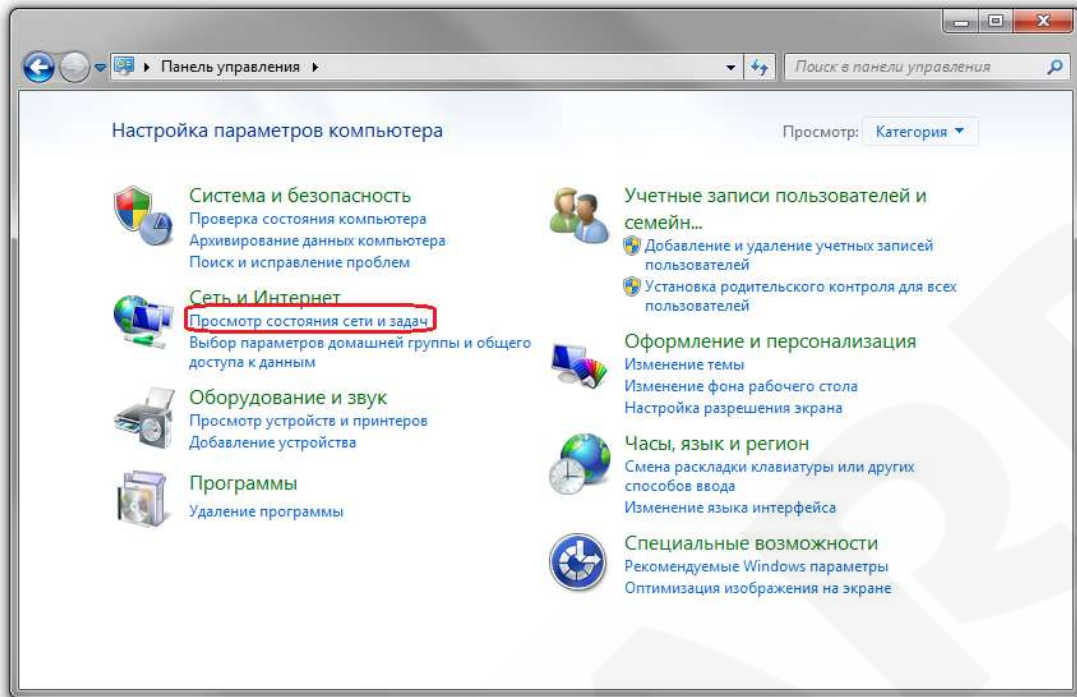 Панель управления
Поиск в панели управления
Настройка параметров компьютера
Просмотр: Категория
Система и безопасность
Проверка состояния компьютера
Архивирование данных компьютера
Поиск и исправление проблем
Сеть и Интернет
Просмотр состояния сети и задач
Выбор параметров домашней группы и общего
доступа к данным
Оборудование и звук
Просмотр устройств и принтеров
Добавление устройства
Программы
Удаление программы
Учетные записи пользователей и
семейн...
Добавление и удаление учетных записей
пользователей
Установка родительского контроля для всех
пользователей
Оформление и персонализация
Изменение темы
Изменение фона рабочего стола
Настройка разрешения экрана
Часы, язык и регион
Смена раскладки клавиатуры или других
способов ввода
Изменение языка интерфейса
Специальные возможности
Рекомендуемые Windows параметры
Оптимизация изображения на экране